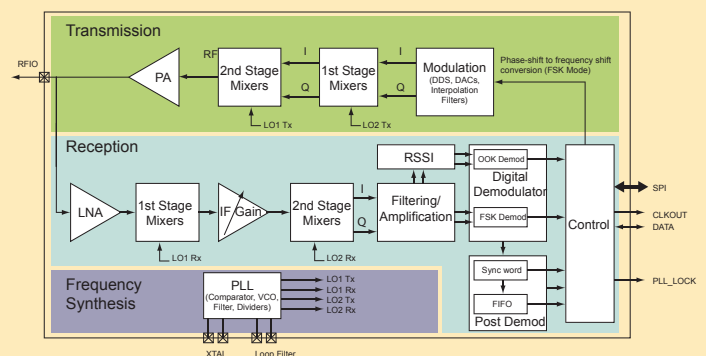 Transmission
RFIO
PA
RF
2nd Stage
Mixers
I
Q
1st Stage
Mixers
I
Q
Modulation
(DDS, DACs,
Interpolation
Filters)
Phase-shift to frequency shift
conversion (FSK Mode)
LO1 Tx
LO2 Tx
Reception
LNA
1st Stage
Mixers
IF/Gain
2nd Stage
Mixers
I
Q
RSSI
Filtering/
Amplification
OOK Demod
Digital
Demodulator
FSK Demod
Control
SPI
CLKOUT
DATA
PLL_LOCK
LO1 Rx
LO2 Rx
Sync word
FIFO
Post Demod
Frequency
Synthesis
PLL
(Comparator, VCO,
Filter, Dividers)
LO1 Tx
LO1 Rx
LO2 Tx
LO2 Rx
XTAL
Loop Filter